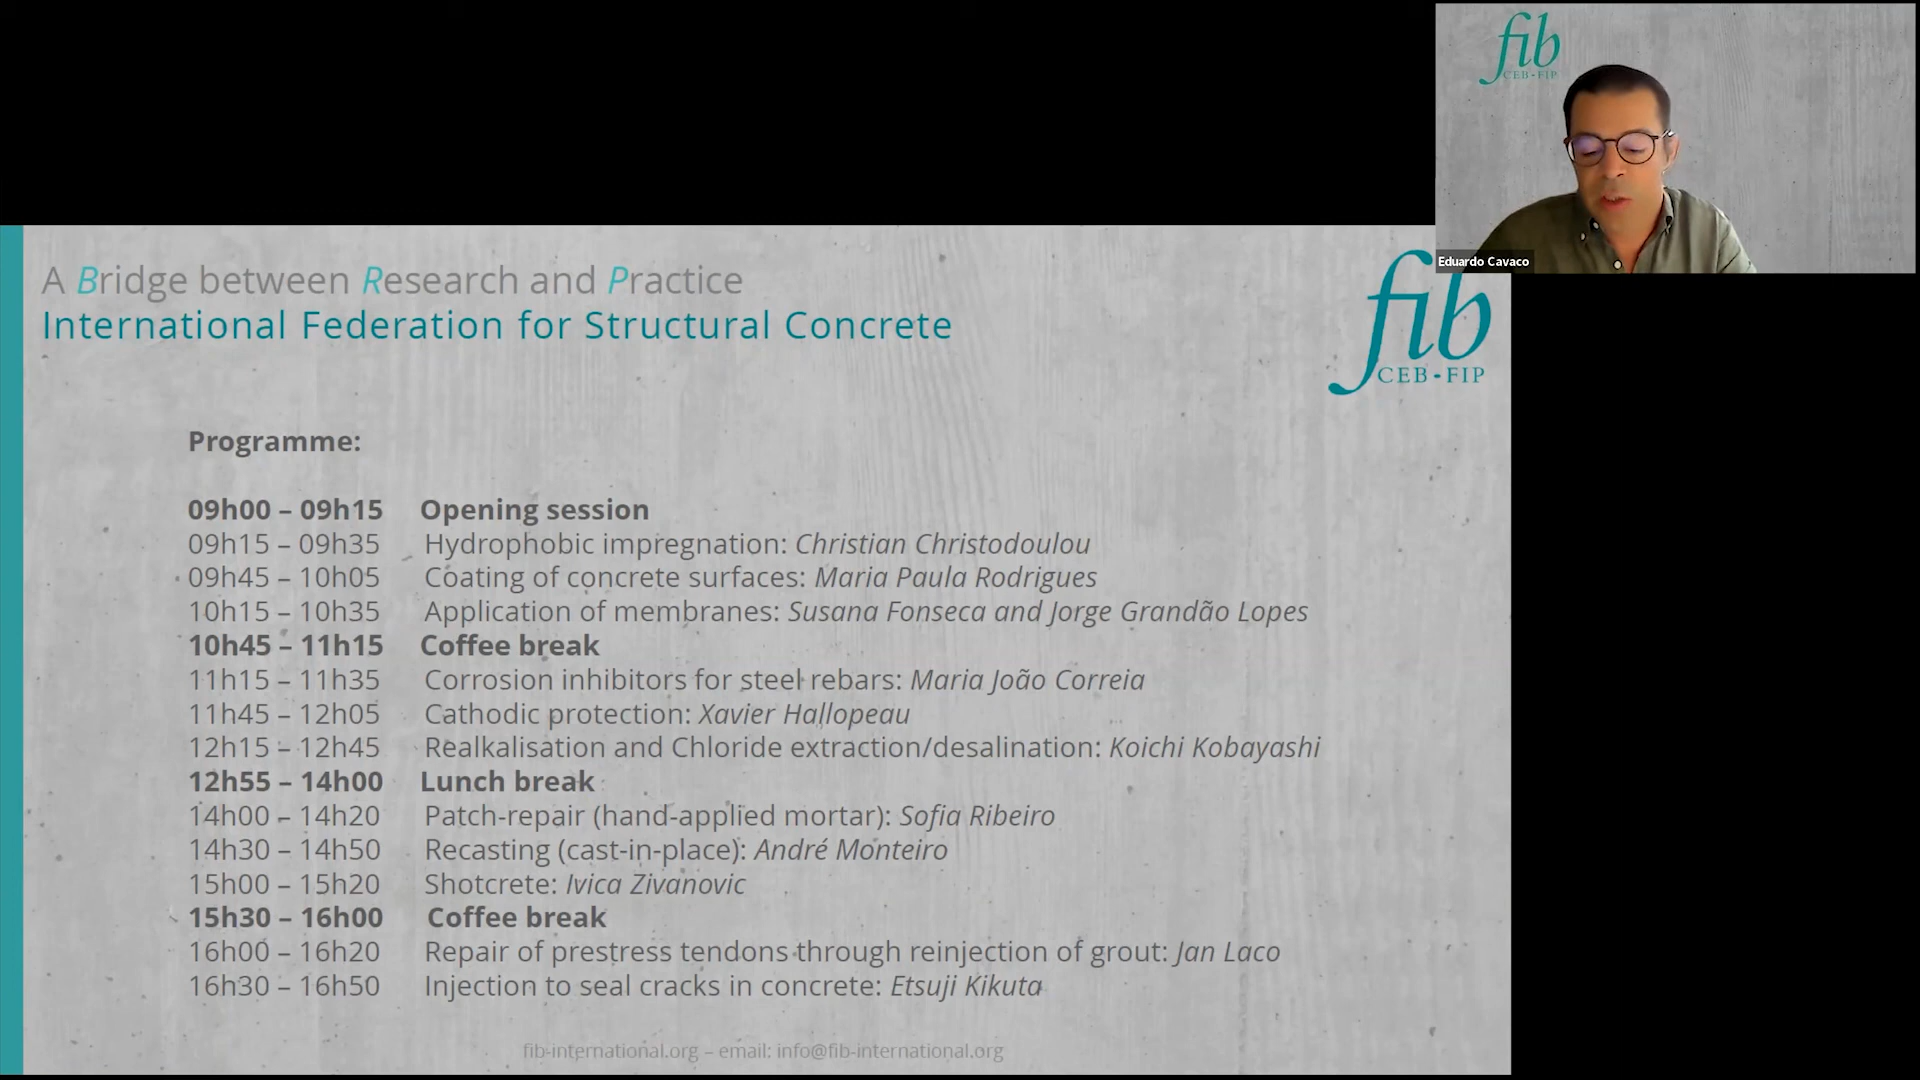 fib
CEB-FIP
Eduardo Cavaco
A Bridge between Research and Practice
International Federation for Structural Concrete
fib
CEB-FIP
Programme:
09h00 – 09h15 Opening session
09h15 – 09h35 Hydrophobic impregnation: Christian Christodoulou
09h45 – 10h05 Coating of concrete surfaces: Maria Paula Rodrigues
10h15 – 10h35 Application of membranes: Susana Fonseca and Jorge Grandão Lopes
10h45 – 11h15 Coffee break
11h15 – 11h35 Corrosion inhibitors for steel rebars: Maria João Correia
11h45 – 12h05 Cathodic protection: Xavier Hallopeau
12h15 – 12h45 Realkalisation and Chloride extraction/desalination: Koichi Kobayashi
12h55 – 14h00 Lunch break
14h00 – 14h20 Patch-repair (hand-applied mortar): Sofia Ribeiro
14h30 – 14h50 Recasting (cast-in-place): André Monteiro
15h00 – 15h20 Shotcrete: Ivica Zivanovic
15h30 – 16h00 Coffee break
16h00 – 16h20 Repair of prestress tendons through reinjection of grout: Jan Laco
16h30 – 16h50 Injection to seal cracks in concrete: Etsuji Kikuta
fib-international.org – email: info@fib-international.org